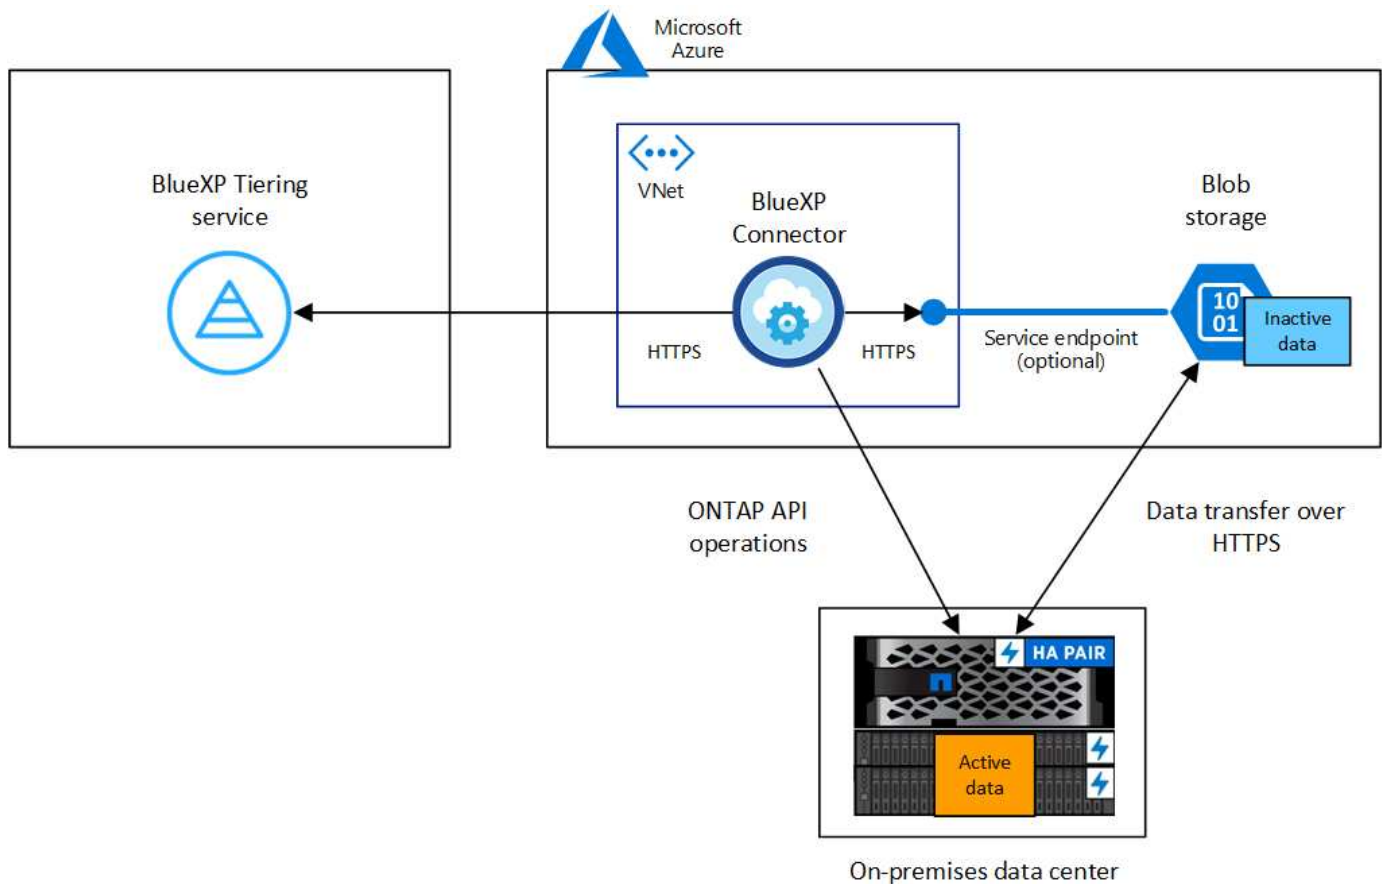 Microsoft
Azure
BlueXP Tiering
service
VNet
BlueXP
Connector
Blob
storage
HTTPS
HTTPS
Service endpoint
(optional)
10
01
Inactive
data
ONTAP API
operations
Data transfer over
HTTPS
HA PAIR
Active
data
On-premises data center